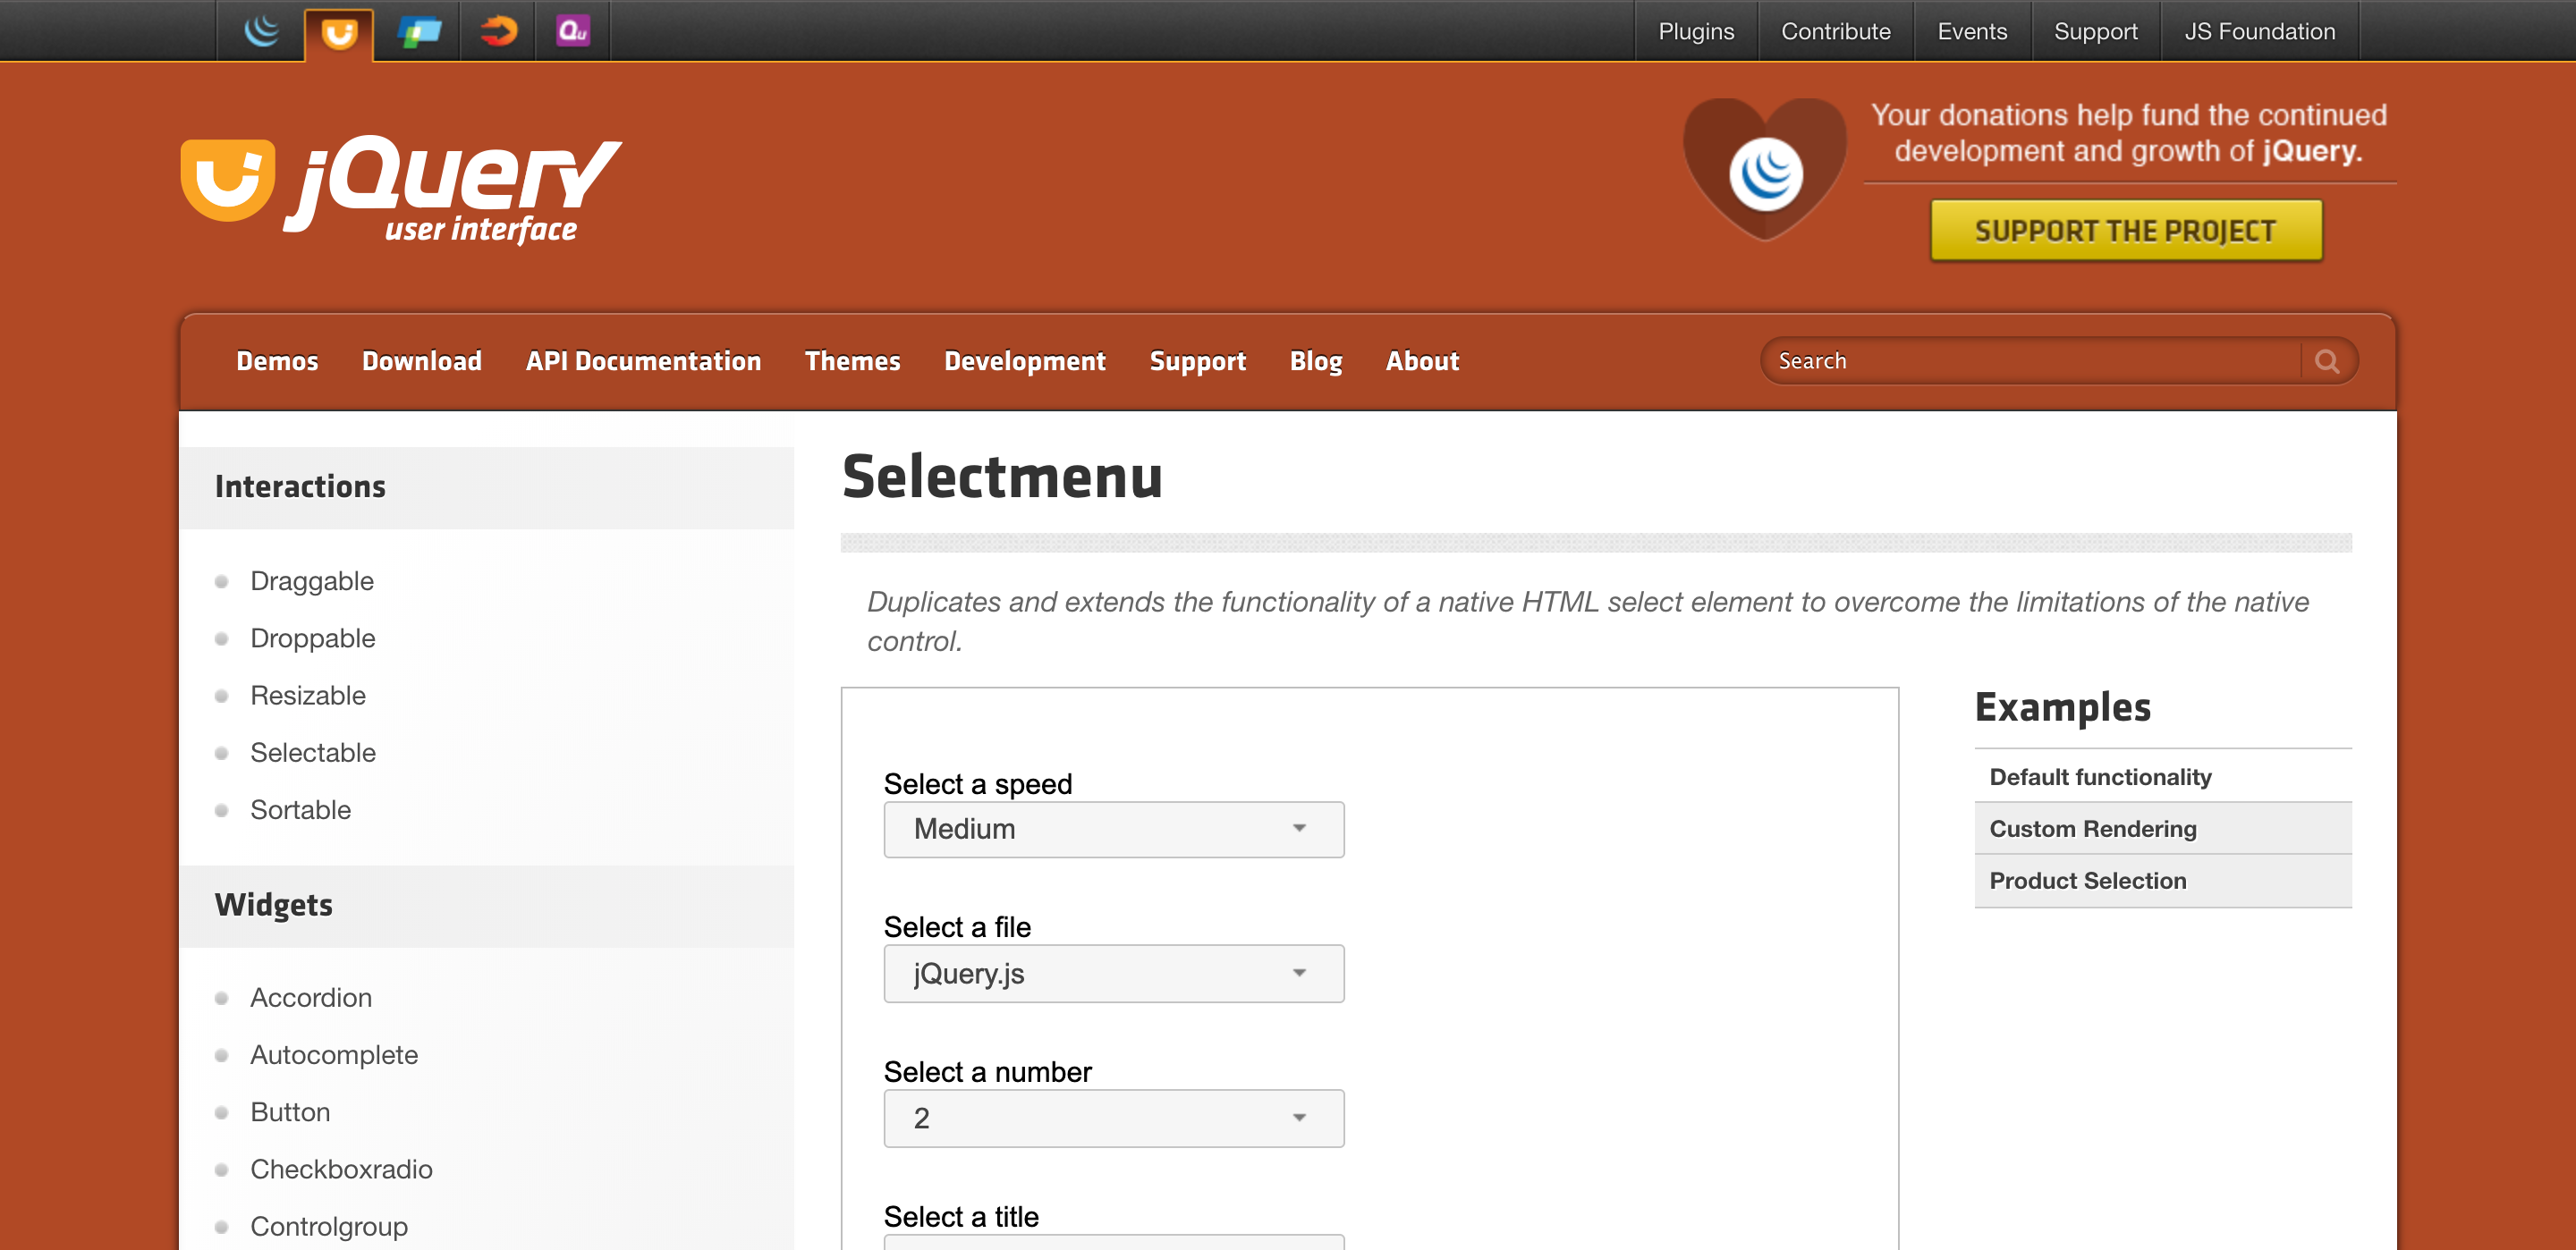 Qu
Plugins
Contribute
Events
Support
JS Foundation
jQuery
user interface
Your donations help fund the continued
development and growth of jQuery.
SUPPORT THE PROJECT
Demos
Download
API Documentation
Themes
Development
Support
Blog
About
Search
Interactions
Draggable
Droppable
Resizable
Selectable
Sortable
Widgets
Accordion
Autocomplete
Button
Checkboxradio
Controlgroup
Selectmenu
Duplicates and extends the functionality of a native HTML select element to overcome the limitations of the native
control.
Select a speed
Medium
Select a file
jQuery.js
Select a number
2
Select a title
Examples
Default functionality
Custom Rendering
Product Selection